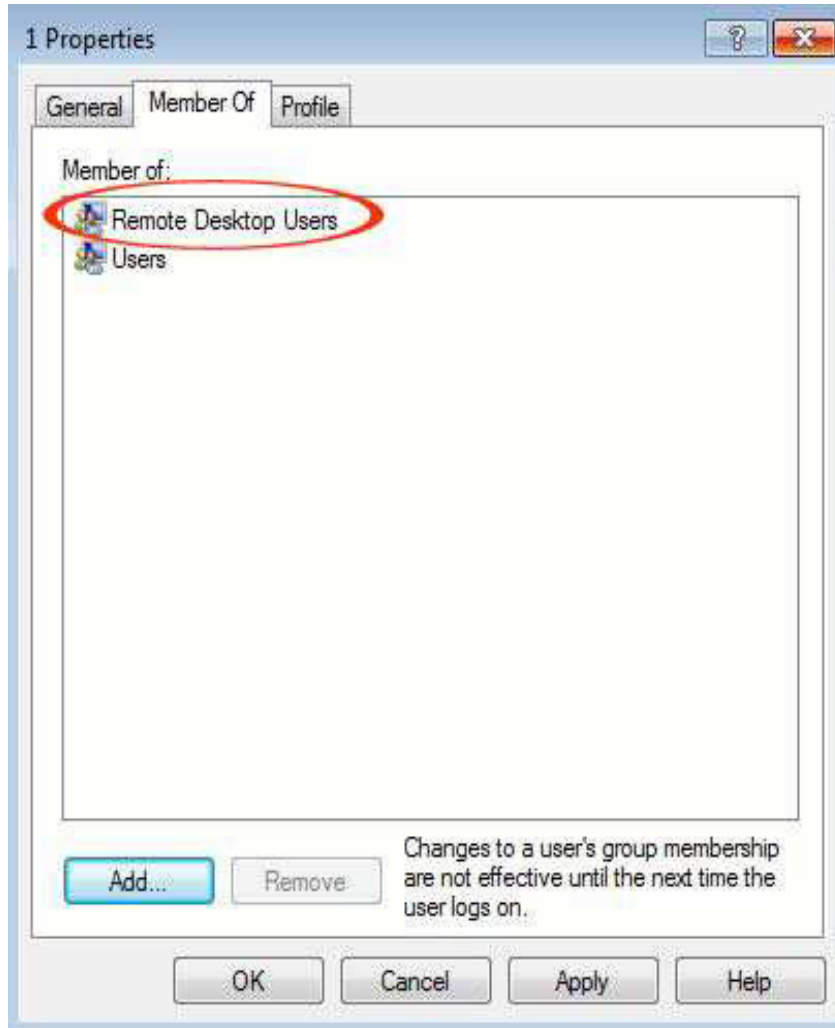 1 Properties
General Member Of Profile
Member of:
Remote Desktop Users
Users
Changes to a user's group membership
Add... Remove are not effective until the next time the
user logs on.
OK Cancel Apply Help